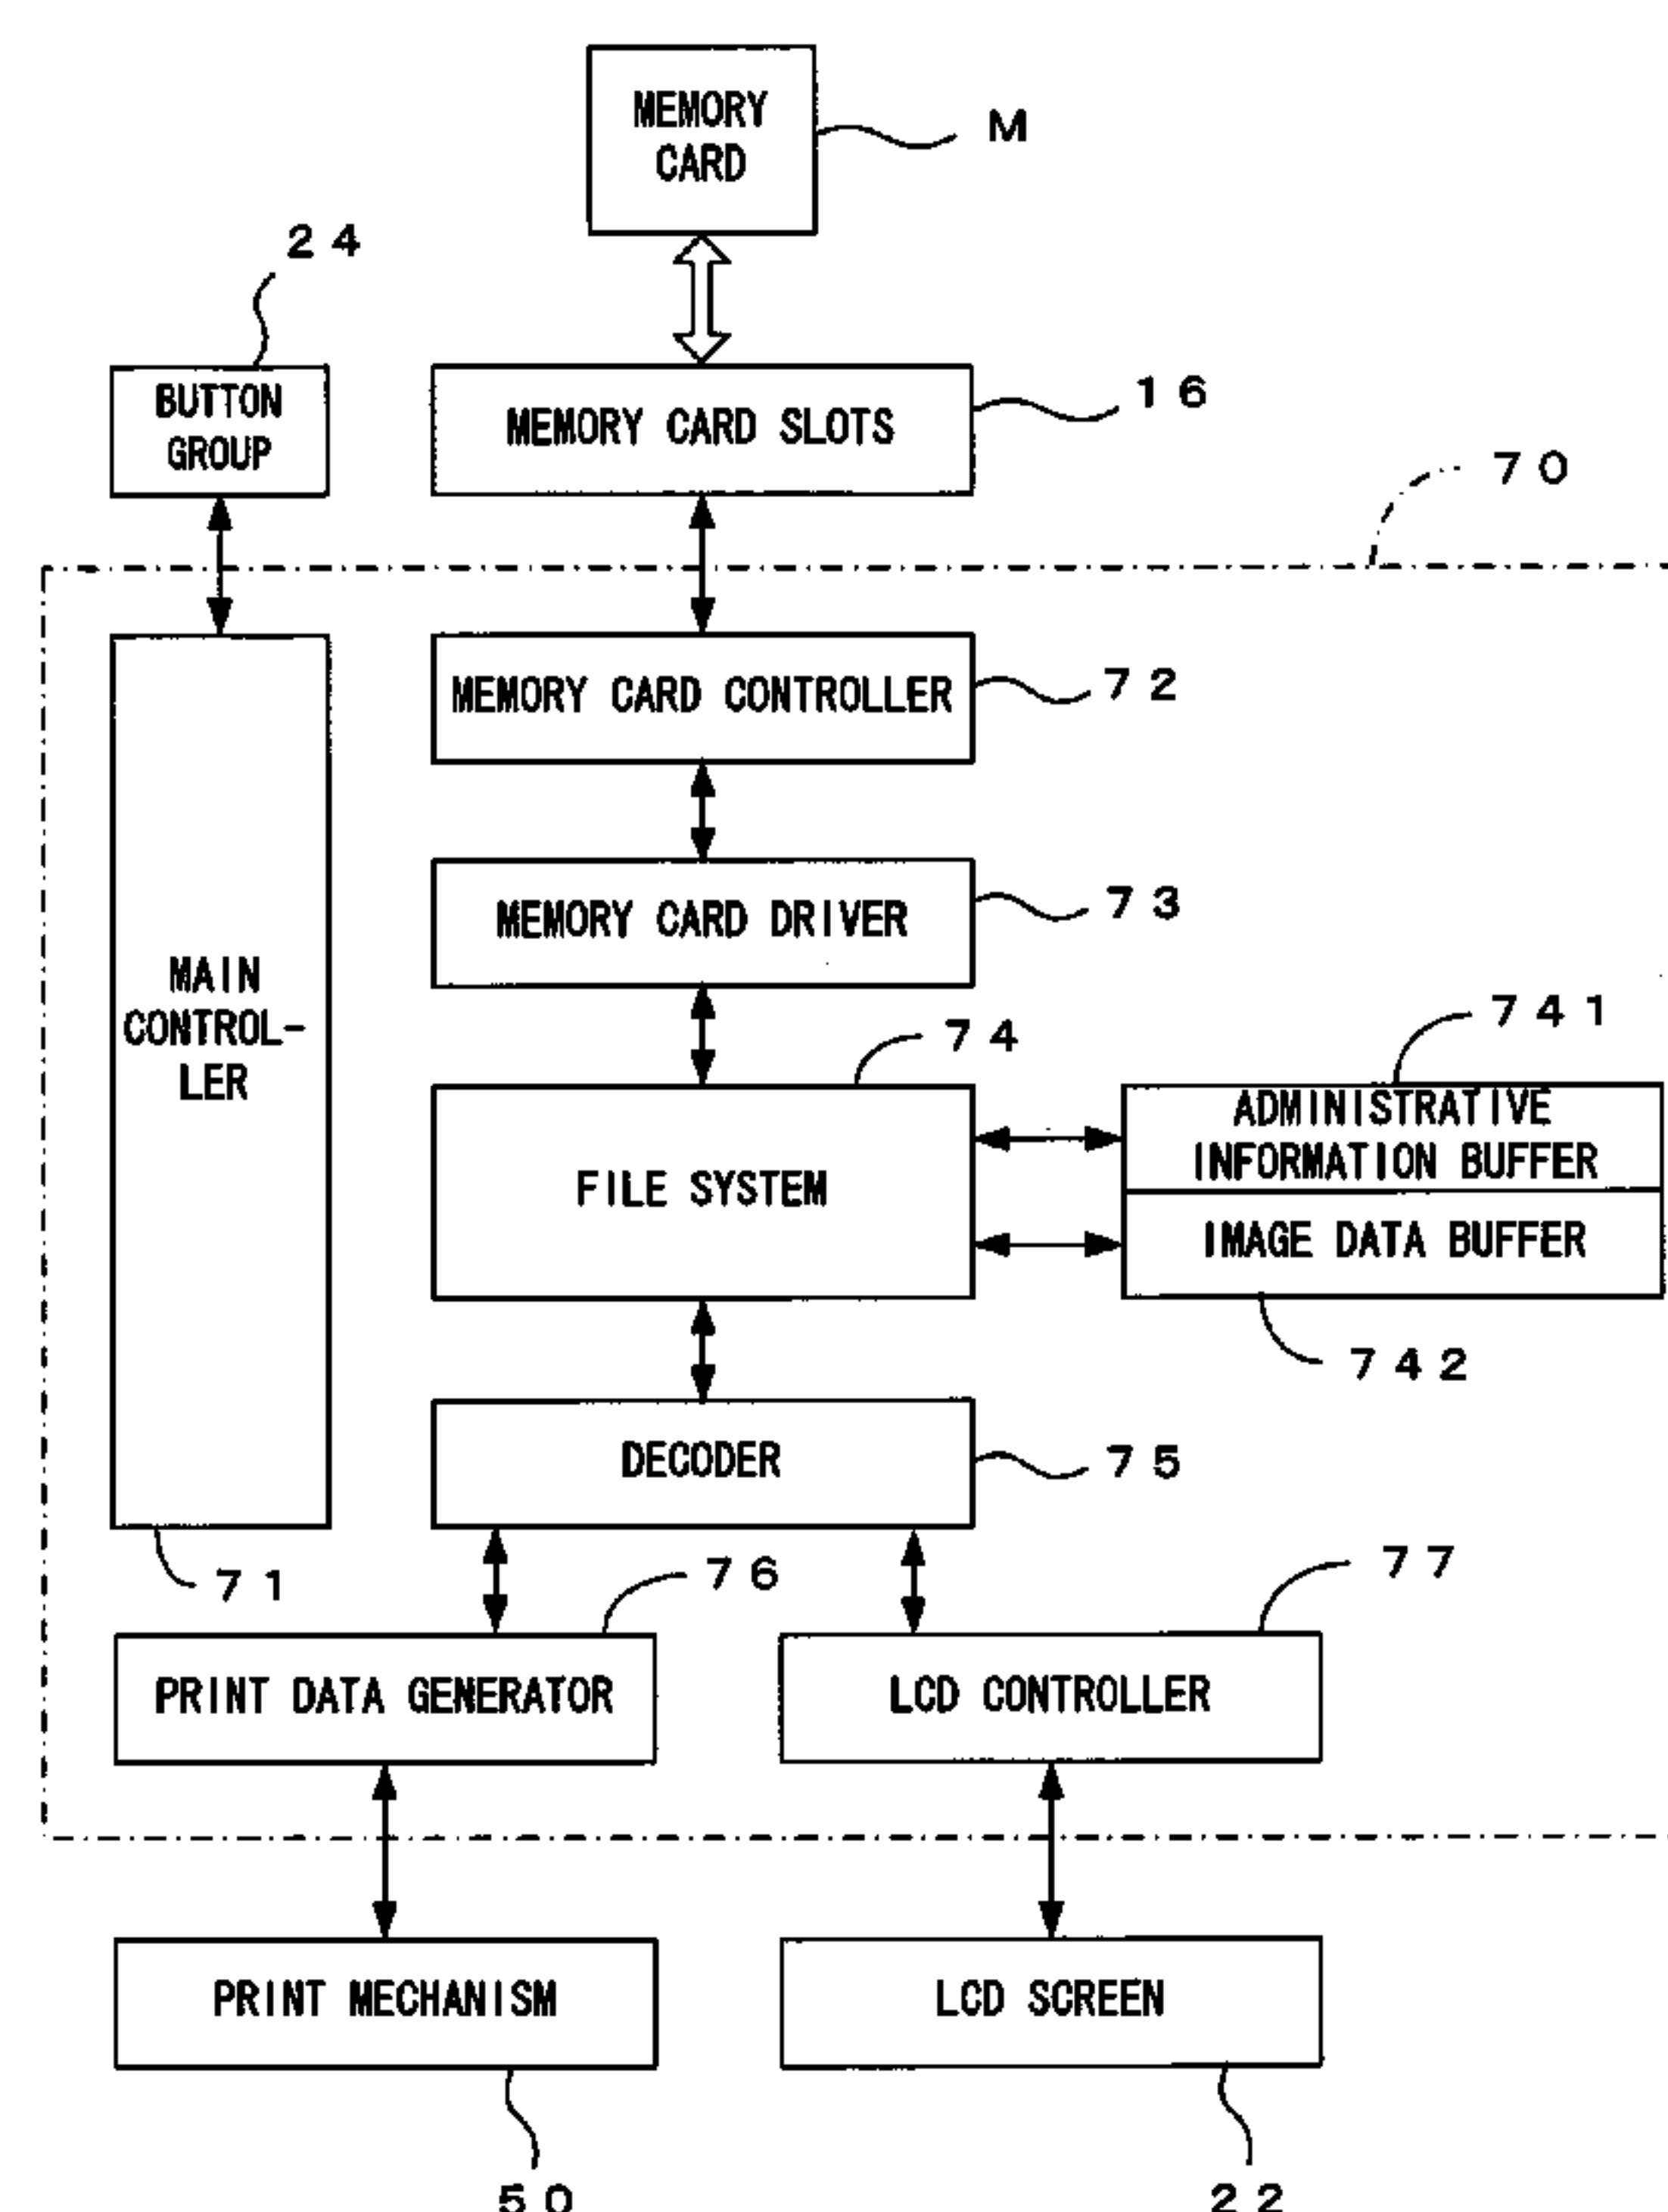 MEMORY
CARD
M
24
BUTTON
GROUP
MEMORY CARD SLOTS
16
70
MEMORY CARD CONTROLLER
72
MEMORY CARD DRIVER
73
MAIN
CONTROL-
LER
74
741
FILE SYSTEM
ADMINISTRATIVE
INFORMATION BUFFER
IMAGE DATA BUFFER
742
DECODER
75
71
76
77
PRINT DATA GENERATOR
LCD CONTROLLER
PRINT MECHANISM
LCD SCREEN
50
22